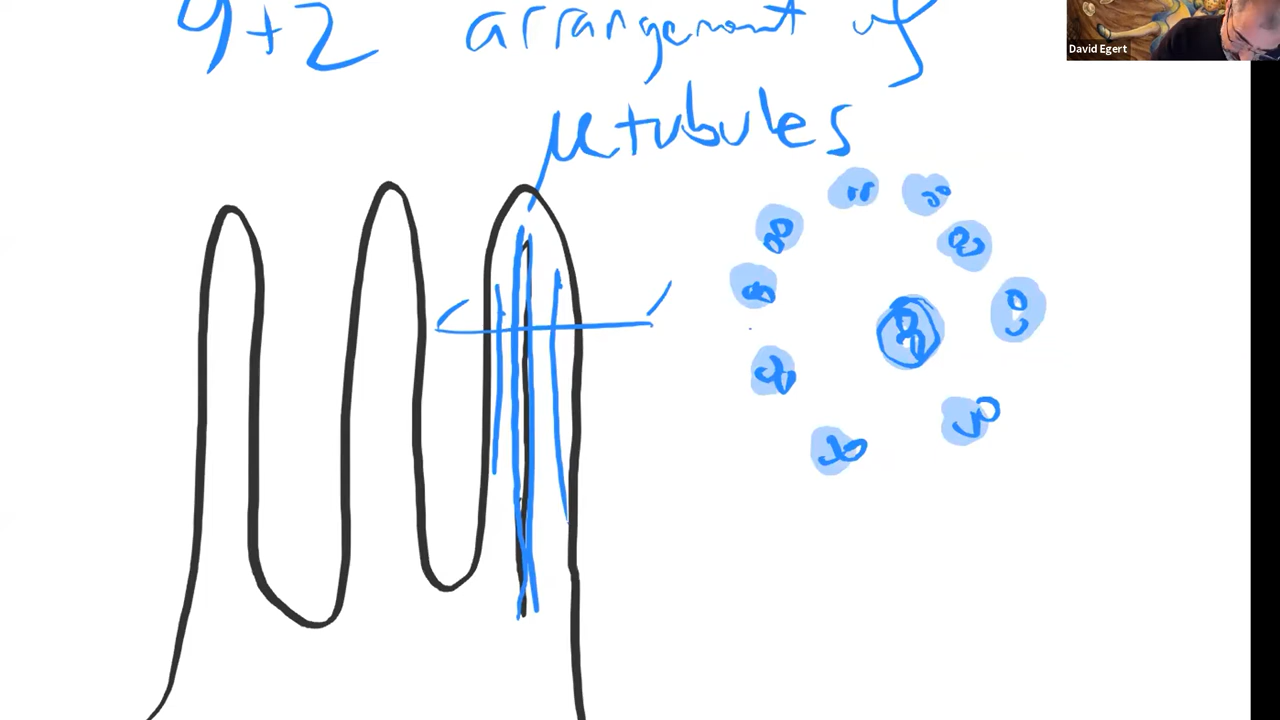 9+2 arrangement of
μtubules
David Egert